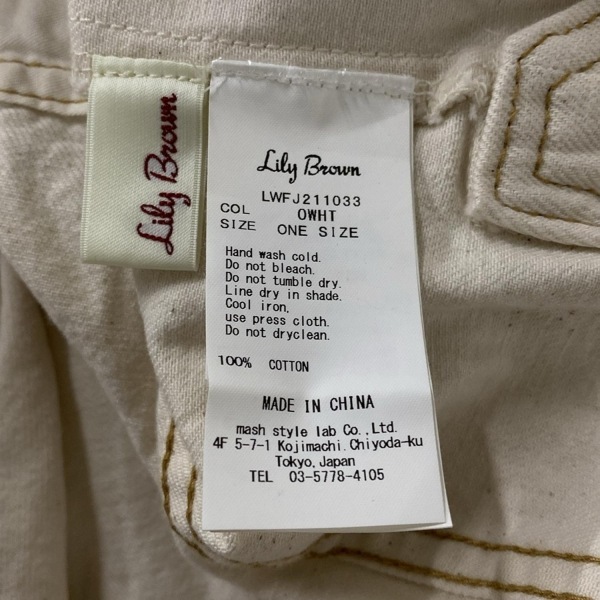 Lily Brown
Lily Brown
LWFJ211033
COL OWHT
SIZE ONE SIZE
Hand wash cold.
Do not bleach.
Do not tumble dry.
Line dry in shade.
Cool iron,
use press cloth.
Do not dryclean.
100% COTTON
MADE IN CHINA
mash style lab Co.,Ltd.
4F 5-7-1 Kojimachi.Chiyoda-ku
Tokyo.Japan
TEL 03-5778-4105